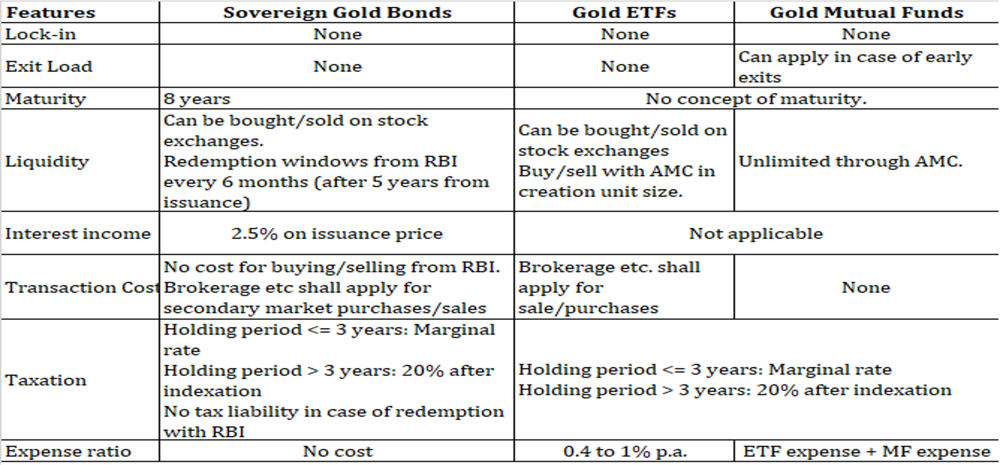 Features Sovereign Gold Bonds Gold ETFs Gold Mutual Funds
Lock-in None None None
Exit Load None None Can apply in case of early
exits
Maturity 8 years No concept of maturity.
Liquidity
Can be bought/sold on stock
exchanges.
Redemption windows from RBI
every 6 months (after 5 years from
issuance)
Can be bought/sold on
stock exchanges
Buy/sell with AMC in
creation unit size.
Unlimited through AMC.
Interest income 2.5% on issuance price Not applicable
Transaction Cost
No cost for buying/selling from RBI.
Brokerage etc shall apply for
secondary market purchases/sales
Brokerage etc. shall
apply for
sale/purchases
None
Taxation
Holding period <= 3 years: Marginal
rate
Holding period > 3 years: 20% after
indexation
No tax liability in case of redemption
with RBI
Holding period <= 3 years: Marginal rate
Holding period > 3 years: 20% after indexation
Expense ratio No cost 0.4 to 1% p.a. ETF expense + MF expense